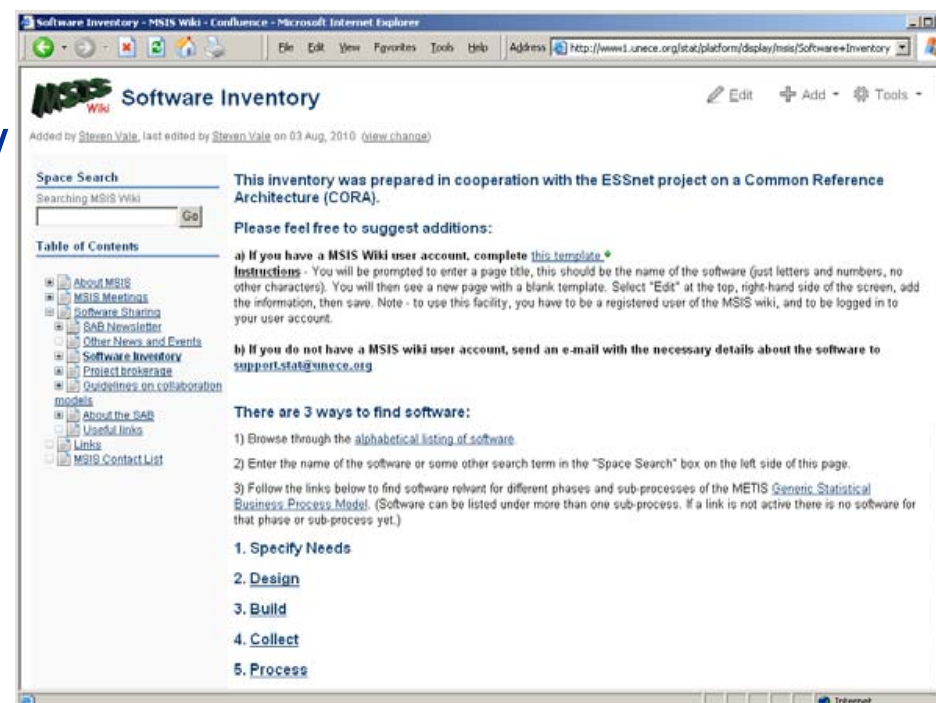 Software Inventory - MSIS Wiki - Confluence - Microsoft Internet Explorer
File Edit View Favorites Tools Help Address http://www1.unece.org/stat/platform/display/msis/Software+Inventory
MSIS Wiki Software Inventory
Edit Add Tools
Added by Steven Vale, last edited by Steven Vale on 03 Aug, 2010 (view change)
y
Space Search
Searching MSIS Wiki
Go
Table of Contents
About MSIS
MSIS Meetings
Software Sharing
SAB Newsletter
Other News and Events
Software Inventory
Project brokerage
Guidelines on collaboration
models
About the SAB
Useful links
Links
MSIS Contact List
This inventory was prepared in cooperation with the ESSnet project on a Common Reference
Architecture (CORA).
Please feel free to suggest additions:
a) If you have a MSIS Wiki user account, complete this template
Instructions - You will be prompted to enter a page title, this should be the name of the software (just letters and numbers, no
other characters). You will then see a new page with a blank template. Select "Edit" at the top, right-hand side of the screen, add
the information, then save. Note - to use this facility, you have to be a registered user of the MSIS wiki, and to be logged in to
your user account.
b) If you do not have a MSIS wiki user account, send an e-mail with the necessary details about the software to
support.stat@unece.org
There are 3 ways to find software:
1) Browse through the alphabetical listing of software
2) Enter the name of the software or some other search term in the "Space Search" box on the left side of this page.
3) Follow the links below to find software relvant for different phases and sub-processes of the METIS Generic Statistical
Business Process Model. (Software can be listed under more than one sub-process. If a link is not active there is no software for
that phase or sub-process yet.)
1. Specify Needs
2. Design
3. Build
4. Collect
5. Process
Internet